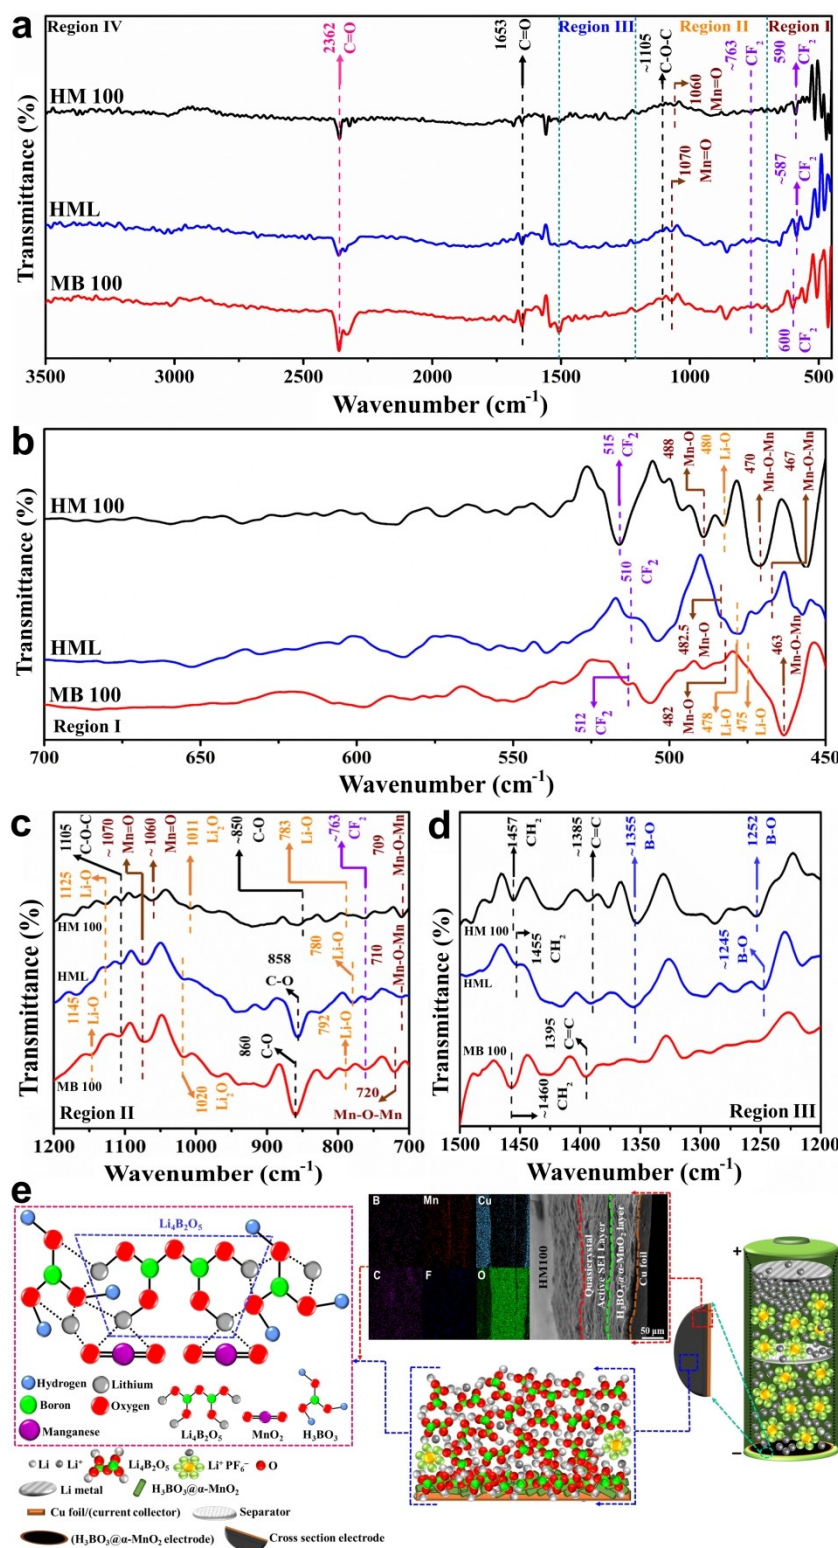 a
Region IV
2362
C=O
1653
C=O
Region III
~1105
C-O-C
Region II
1060
Mn=O
~763
CF2
Region I
590
CF2
HM 100
1070
Mn=O
~587
CF2
HML
MB 100
600
CF2
Transmittance (%)
Transmittance (%)
3500 3000 2500 2000 1500 1000 500
Wavenumber (cm-1)
b
515
CF2
488
Mn-O
480
Li-O
470
Mn-O-Mn
467
Mn-O-Mn
HM 100
510
CF2
HML
482.5
Mn-O
463
Mn-O-Mn
MB 100
512
CF2
482
Mn-O
478
Li-O
475
Li-O
Region I
Transmittance (%)
700 650 600 550 500 450
Wavenumber (cm-1)
c
1125
Li-O
1105
C-O-C
~1070
Mn=O
~1060
Mn=O
1011
Li2O
~850
C-O
783
Li-O
~763
CF2
709
Mn-O-Mn
HM 100
780
Li-O
710
Mn-O-Mn
HML
858
C-O
1145
Li-O
860
C-O
792
Li-O
MB 100
1020
Li2O
720
Mn-O-Mn
Region II
Transmittance (%)
1200 1100 1000 900 800 700
Wavenumber (cm-1)
d
1457
CH2
~1385
C=C
~1355
B-O
1252
B-O
HM 100
1455
CH2
~1245
B-O
HML
1395
C=C
MB 100
~1460
CH2
Region III
Transmittance (%)
1500 1450 1400 1350 1300 1250 1200
Wavenumber (cm-1)
e
Li4B2O5
Hydrogen
Lithium
Boron
Oxygen
Manganese
Li4B2O5
MnO2
H3BO3
B
Mn
Cu
C
F
O
HM100
Quasicrystal
Active SEI Layer
H3BO3@α-MnO2 layer
Cu foil
50 μm
+
−
Li
Li+
Li4B2O5
Li+ PF6−
O
Li metal
H3BO3@α-MnO2
Cu foil/(current collector)
Separator
(H3BO3@α-MnO2 electrode)
Cross section electrode